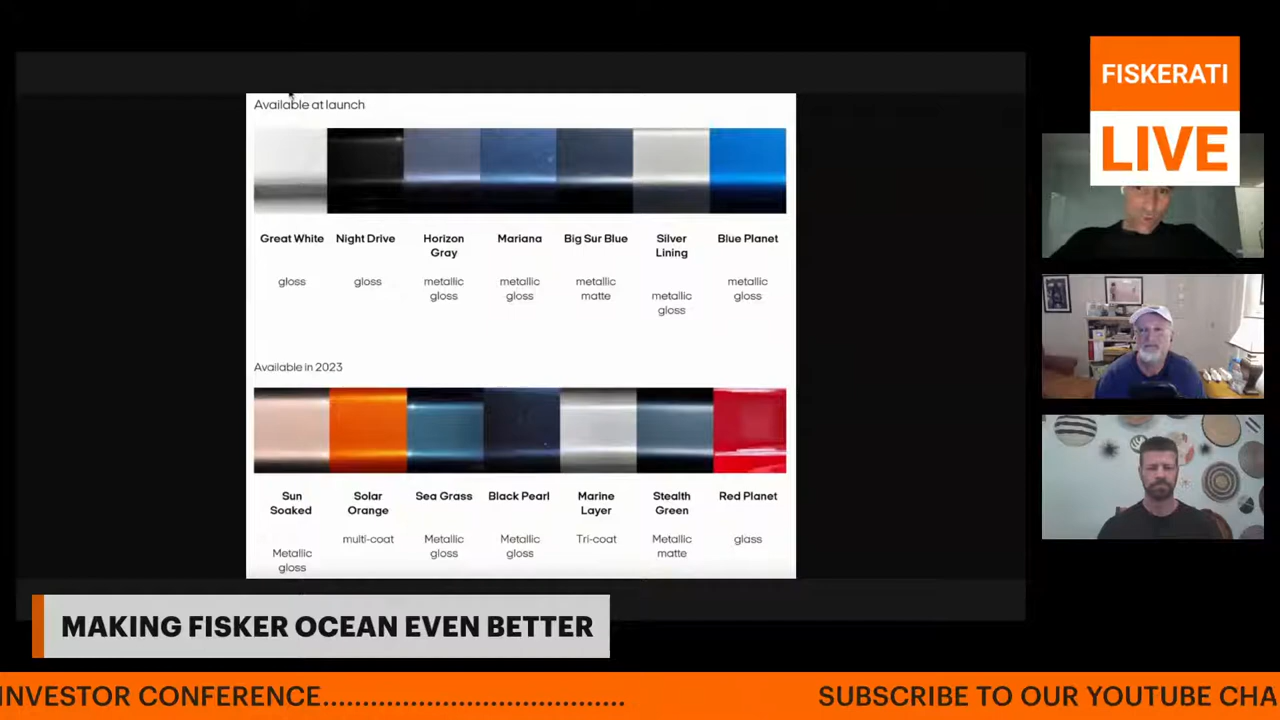 FISKERATI
LIVE
Available at launch
Great White
Night Drive
Horizon
Gray
Mariana
Big Sur Blue
Silver
Lining
Blue Planet
gloss
gloss
metallic
gloss
metallic
gloss
metallic
matte
metallic
gloss
metallic
gloss
Available in 2023
Sun
Soaked
Solar
Orange
Sea Grass
Black Pearl
Marine
Layer
Stealth
Green
Red Planet
Metallic
gloss
multi-coat
Metallic
gloss
Metallic
gloss
Tri-coat
Metallic
matte
glass
MAKING FISKER OCEAN EVEN BETTER
INVESTOR CONFERENCE..................................... SUBSCRIBE TO OUR YOUTUBE CHA